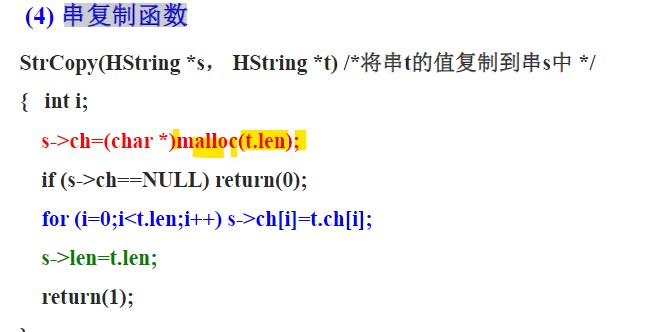 (4) 串复制函数
StrCopy(HString *s, HString *t) /*将串t的值复制到串s中 */
{ int i;
s->ch=(char *)malloc(t.len);
if (s->ch==NULL) return(0);
for (i=0;i<t.len;i++) s->ch[i]=t.ch[i];
s->len=t.len;
return(1);